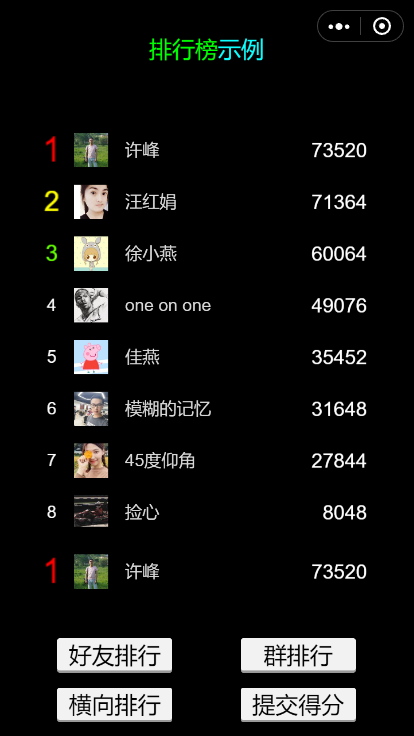 排行榜示例
1 许峰 73520
2 汪红娟 71364
3 徐小燕 60064
4 one on one 49076
5 佳燕 35452
6 模糊的记忆 31648
7 45度仰角 27844
8 捡心 8048
1 许峰 73520
好友排行 群排行
横向排行 提交得分